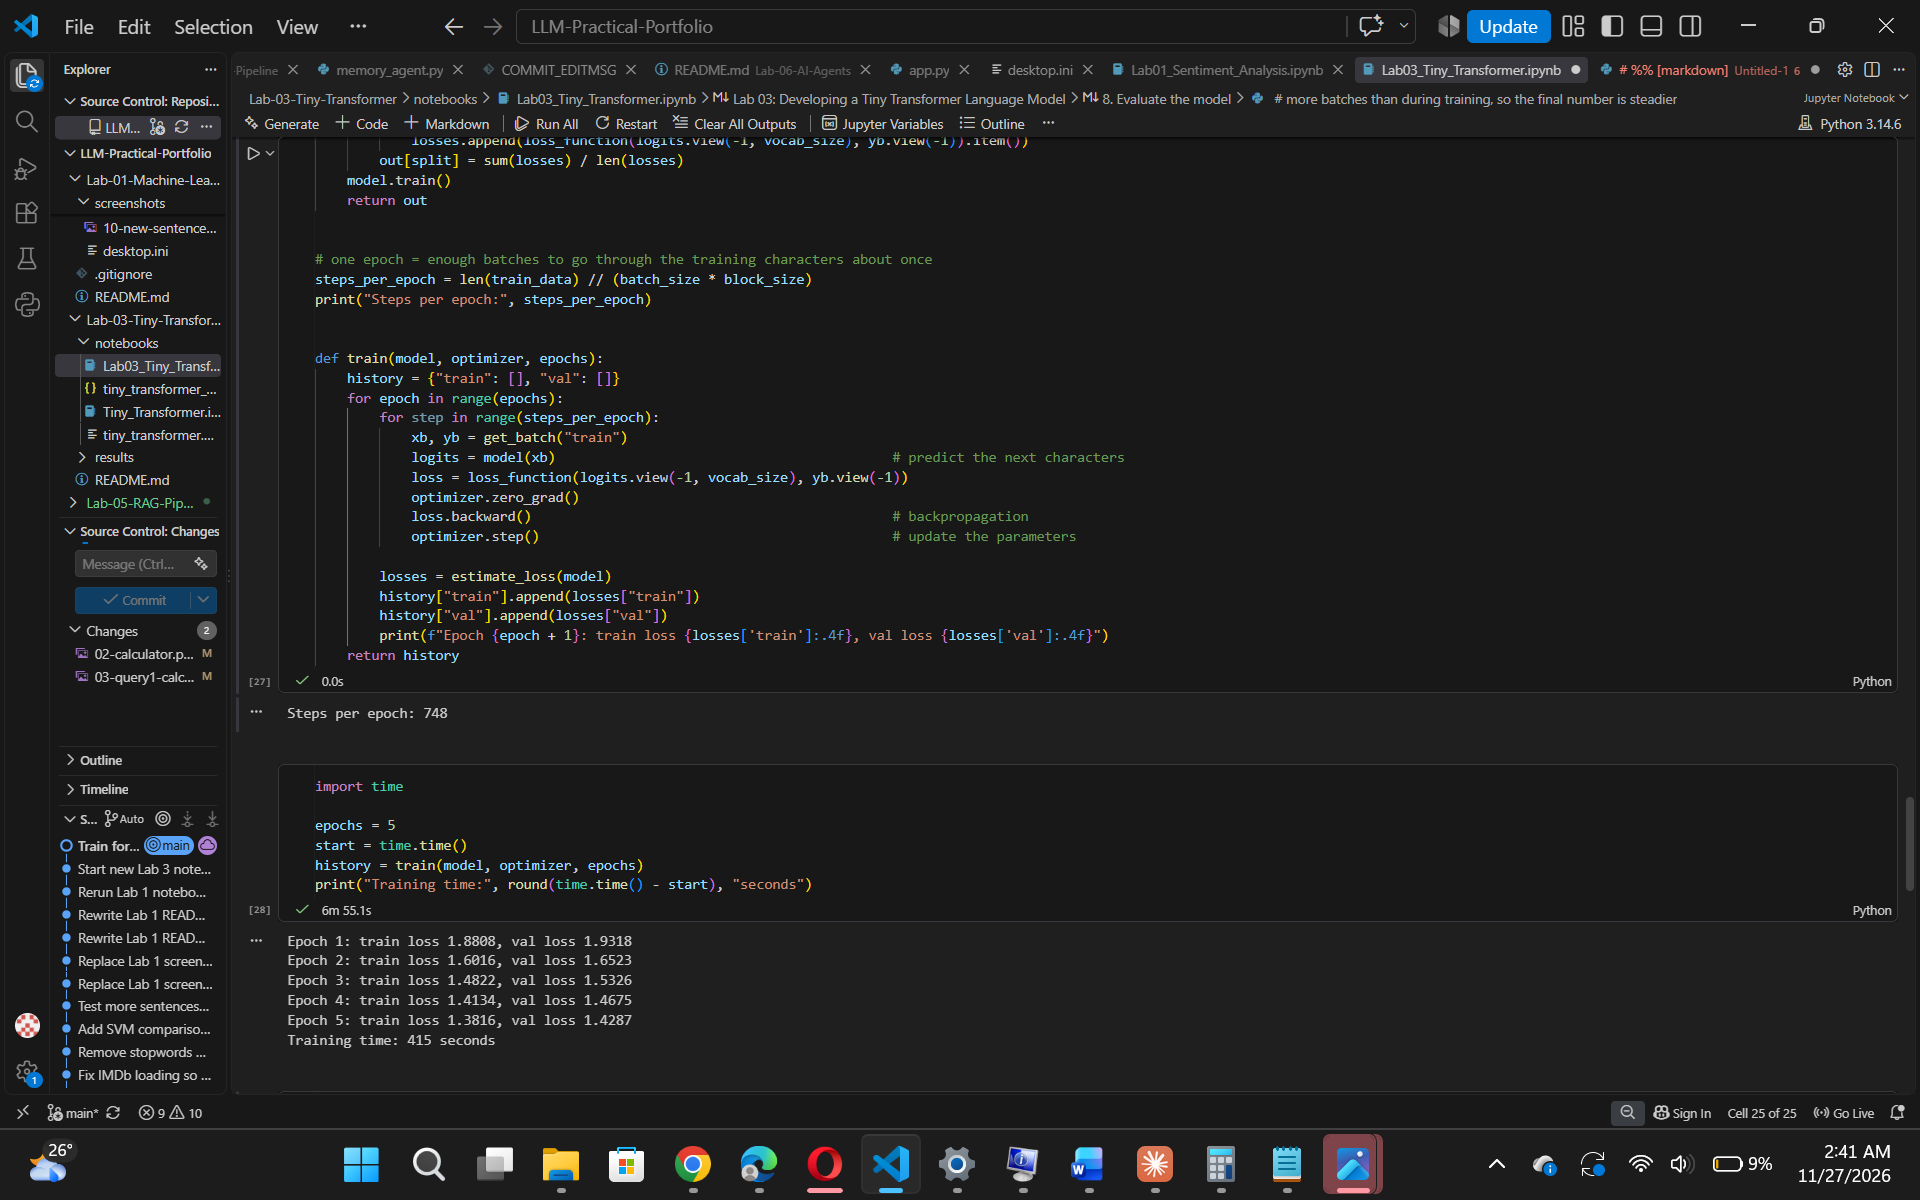 File Edit Selection View ··· LLM-Practical-Portfolio Update
Explorer ···
Source Control: Reposi...
LLM... ···
LLM-Practical-Portfolio
Lab-01-Machine-Lea...
screenshots
10-new-sentence...
desktop.ini
.gitignore
README.md
Lab-03-Tiny-Transfor...
notebooks
Lab03_Tiny_Transf...
tiny_transformer_...
Tiny_Transformer.i...
tiny_transformer....
results
README.md
Lab-05-RAG-Pip...
Source Control: Changes
Message (Ctrl...
Commit
Changes 2
02-calculator.p... M
03-query1-calc... M
Outline
Timeline
S... Auto
Train for... main
Start new Lab 3 note...
Rerun Lab 1 notebo...
Rewrite Lab 1 READ...
Rewrite Lab 1 READ...
Replace Lab 1 screen...
Replace Lab 1 screen...
Test more sentences...
Add SVM compariso...
Remove stopwords ...
Fix IMDb loading so ...
Pipeline memory_agent.py COMMIT_EDITMSG README.md Lab-06-AI-Agents app.py desktop.ini Lab01_Sentiment_Analysis.ipynb Lab03_Tiny_Transformer.ipynb # %% [markdown] Untitled-1 6 ···
Lab-03-Tiny-Transformer > notebooks > Lab03_Tiny_Transformer.ipynb > M↓ Lab 03: Developing a Tiny Transformer Language Model > M↓ 8. Evaluate the model > # more batches than during training, so the final number is steadier Jupyter Notebook
Generate + Code + Markdown Run All Restart Clear All Outputs Jupyter Variables Outline ··· Python 3.14.6
losses.append(loss_function(logits.view(-1, vocab_size), yb.view(-1)).item())
out[split] = sum(losses) / len(losses)
model.train()
return out
# one epoch = enough batches to go through the training characters about once
steps_per_epoch = len(train_data) // (batch_size * block_size)
print("Steps per epoch:", steps_per_epoch)
def train(model, optimizer, epochs):
history = {"train": [], "val": []}
for epoch in range(epochs):
for step in range(steps_per_epoch):
xb, yb = get_batch("train")
logits = model(xb) # predict the next characters
loss = loss_function(logits.view(-1, vocab_size), yb.view(-1))
optimizer.zero_grad()
loss.backward() # backpropagation
optimizer.step() # update the parameters
losses = estimate_loss(model)
history["train"].append(losses["train"])
history["val"].append(losses["val"])
print(f"Epoch {epoch + 1}: train loss {losses['train']:.4f}, val loss {losses['val']:.4f}")
return history
[27] 0.0s Python
Steps per epoch: 748
import time
epochs = 5
start = time.time()
history = train(model, optimizer, epochs)
print("Training time:", round(time.time() - start), "seconds")
[28] 6m 55.1s Python
Epoch 1: train loss 1.8808, val loss 1.9318
Epoch 2: train loss 1.6016, val loss 1.6523
Epoch 3: train loss 1.4822, val loss 1.5326
Epoch 4: train loss 1.4134, val loss 1.4675
Epoch 5: train loss 1.3816, val loss 1.4287
Training time: 415 seconds
1
main* 9 10 Sign In Cell 25 of 25 Go Live
26° 9% 2:41 AM
11/27/2026